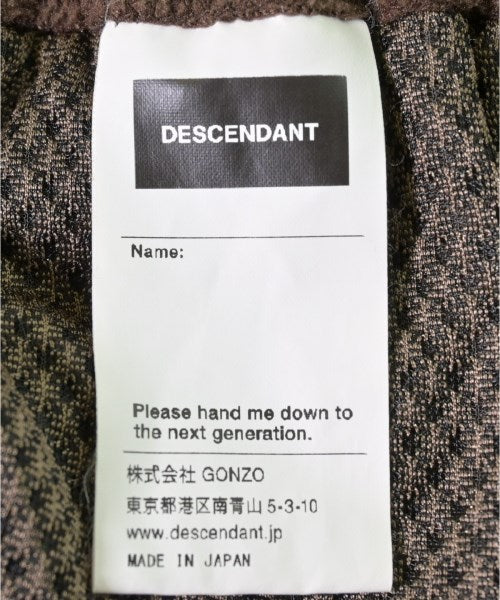 DESCENDANT
Name:
Please hand me down to
the next generation.
株式会社 GONZO
東京都港区南青山 5-3-10
www.descendant.jp
MADE IN JAPAN